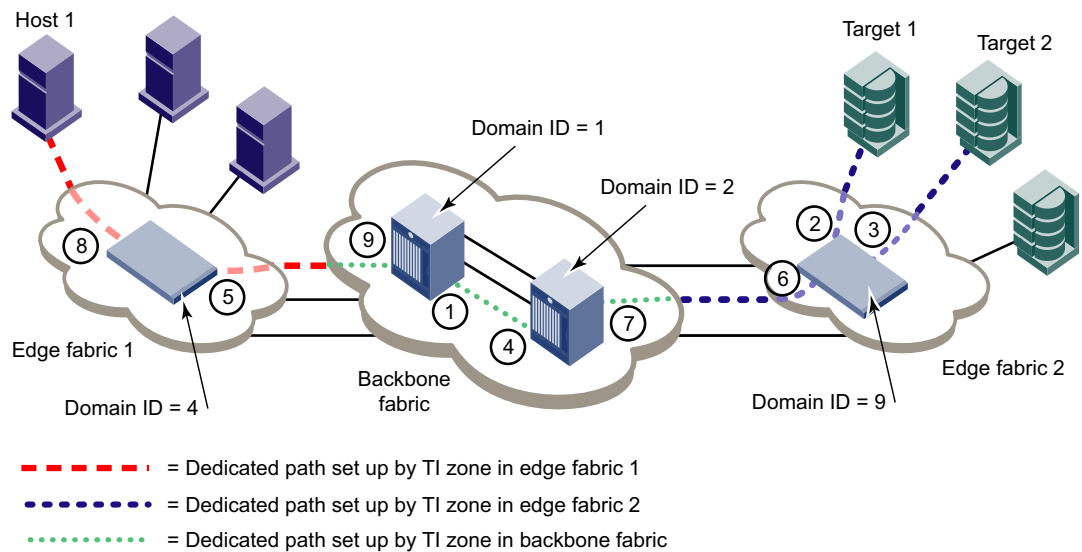 Host 1
Target 1
Target 2
Domain ID = 1
Domain ID = 2
8
5
9
1
4
7
2
3
6
Edge fabric 1
Backbone
fabric
Edge fabric 2
Domain ID = 4
Domain ID = 9
= Dedicated path set up by TI zone in edge fabric 1
= Dedicated path set up by TI zone in edge fabric 2
= Dedicated path set up by TI zone in backbone fabric